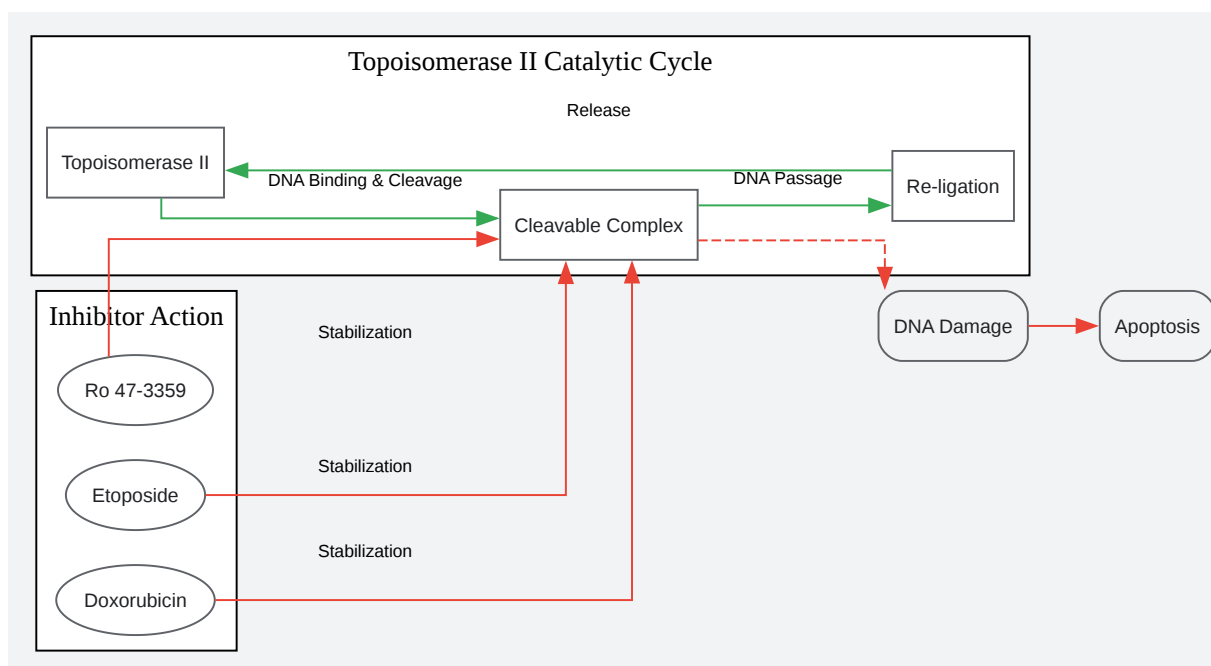 Topoisomerase II Catalytic Cycle
Release
Topoisomerase II
DNA Binding & Cleavage
DNA Passage
Re-ligation
Cleavable Complex
Inhibitor Action
Stabilization
DNA Damage
Apoptosis
Ro 47-3359
Stabilization
Etoposide
Stabilization
Doxorubicin